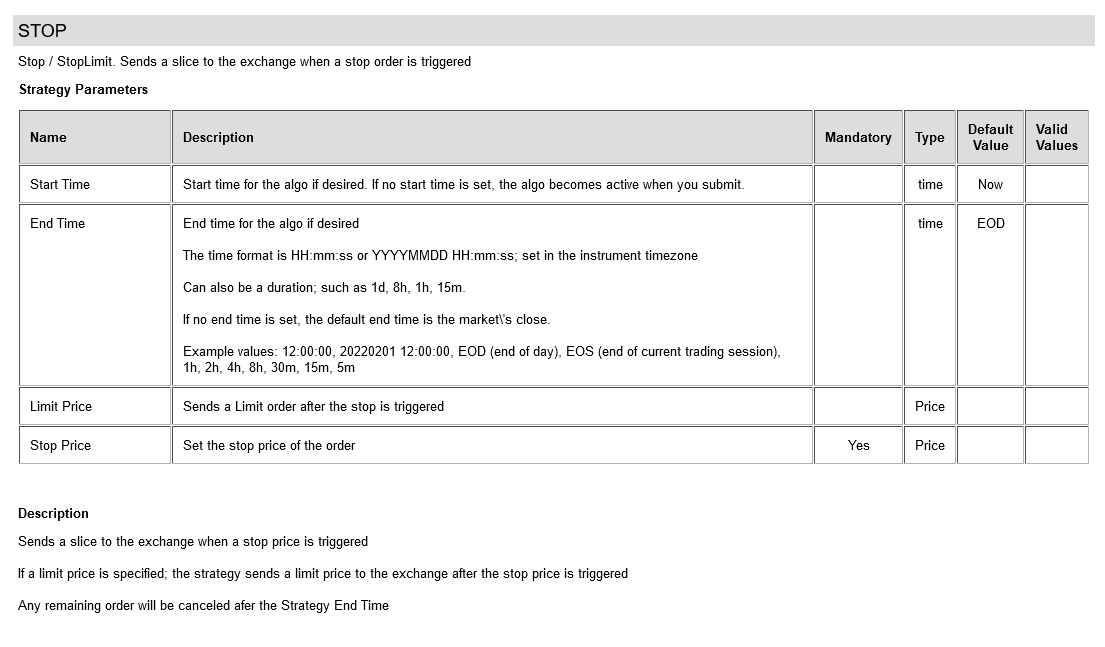 STOP
Stop / StopLimit. Sends a slice to the exchange when a stop order is triggered
Strategy Parameters
Name Description Mandatory Type Default Value Valid Values
Start Time Start time for the algo if desired. If no start time is set, the algo becomes active when you submit. time Now
End Time End time for the algo if desired time EOD
The time format is HH:mm:ss or YYYYMMDD HH:mm:ss; set in the instrument timezone
Can also be a duration; such as 1d, 8h, 1h, 15m.
If no end time is set, the default end time is the market\'s close.
Example values: 12:00:00, 20220201 12:00:00, EOD (end of day), EOS (end of current trading session),
1h, 2h, 4h, 8h, 30m, 15m, 5m
Limit Price Sends a Limit order after the stop is triggered Price
Stop Price Set the stop price of the order Yes Price
Description
Sends a slice to the exchange when a stop price is triggered
If a limit price is specified; the strategy sends a limit price to the exchange after the stop price is triggered
Any remaining order will be canceled afer the Strategy End Time